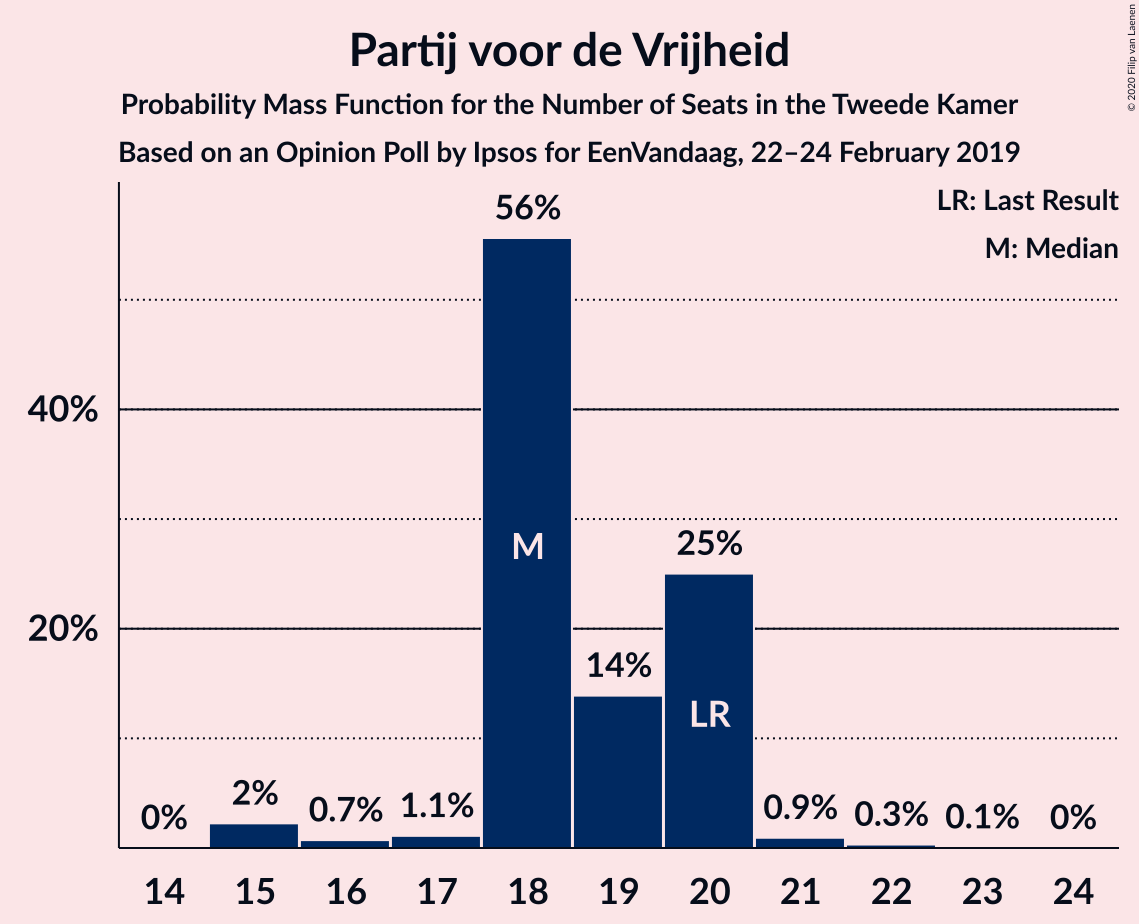 Partij voor de Vrijheid
Probability Mass Function for the Number of Seats in the Tweede Kamer
Based on an Opinion Poll by Ipsos for EenVandaag, 22–24 February 2019
© 2020 Filip van Laenen
LR: Last Result
M: Median
56%
40%
M
25%
20%
14%
LR
0%
2%
0.7%
1.1%
0.9%
0.3%
0.1%
0%
14 15 16 17 18 19 20 21 22 23 24